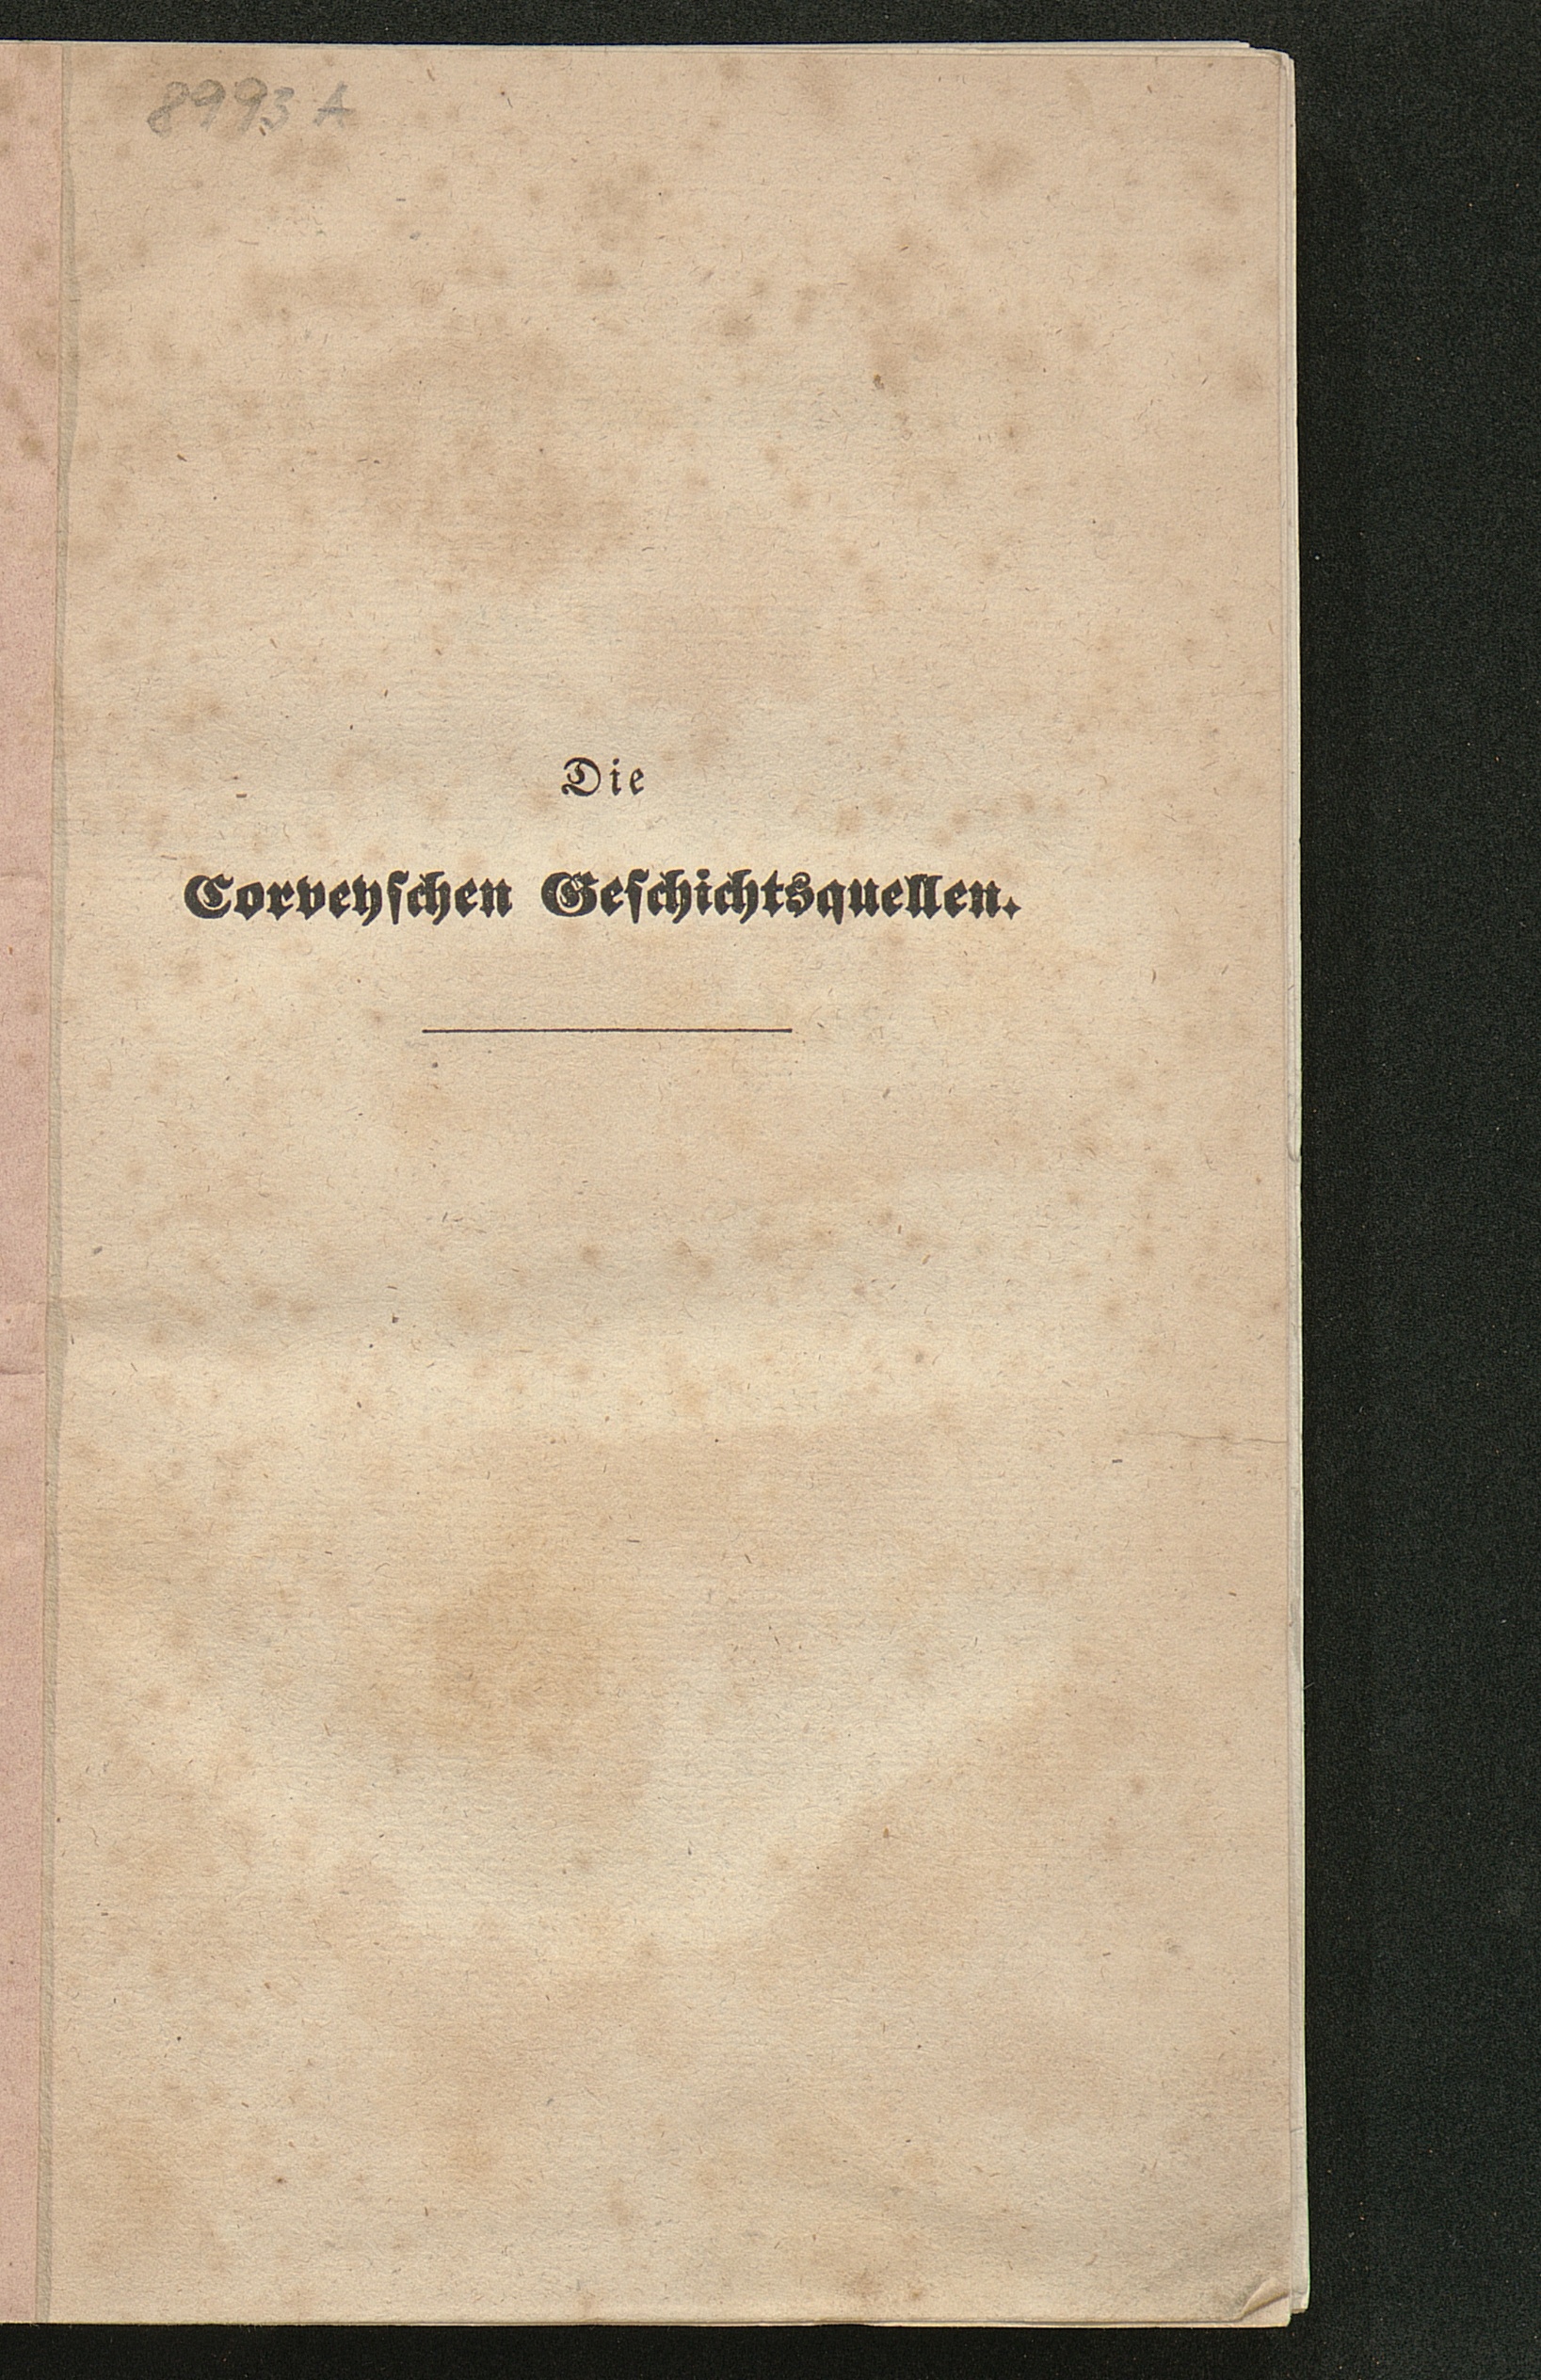 8993 A
Die
Corveyschen Geschichtsquellen.